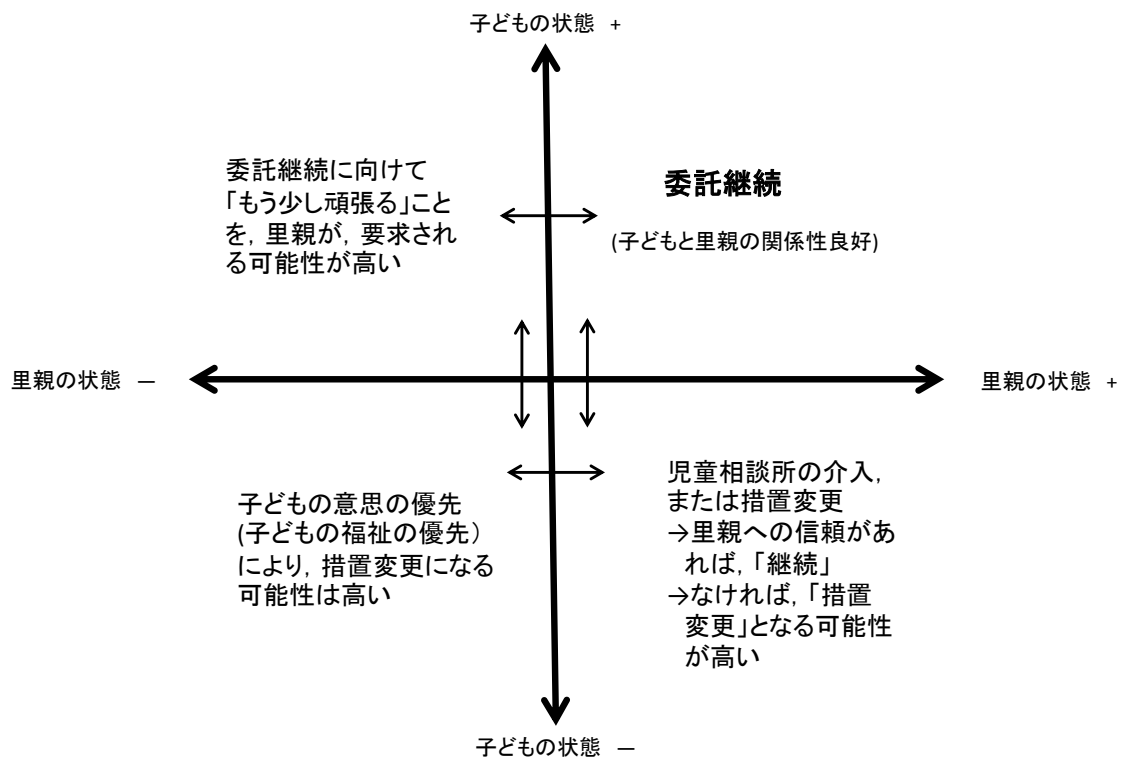 子どもの状態 +
委託継続に向けて
「もう少し頑張る」こと
を, 里親が, 要求され
る可能性が高い
委託継続
(子どもと里親の関係性良好)
里親の状態 －
里親の状態 +
子どもの意思の優先
(子どもの福祉の優先）
により, 措置変更になる
可能性は高い
児童相談所の介入,
または措置変更
→里親への信頼があ
れば, 「継続」
→なければ, 「措置
変更」となる可能性
が高い
子どもの状態 －